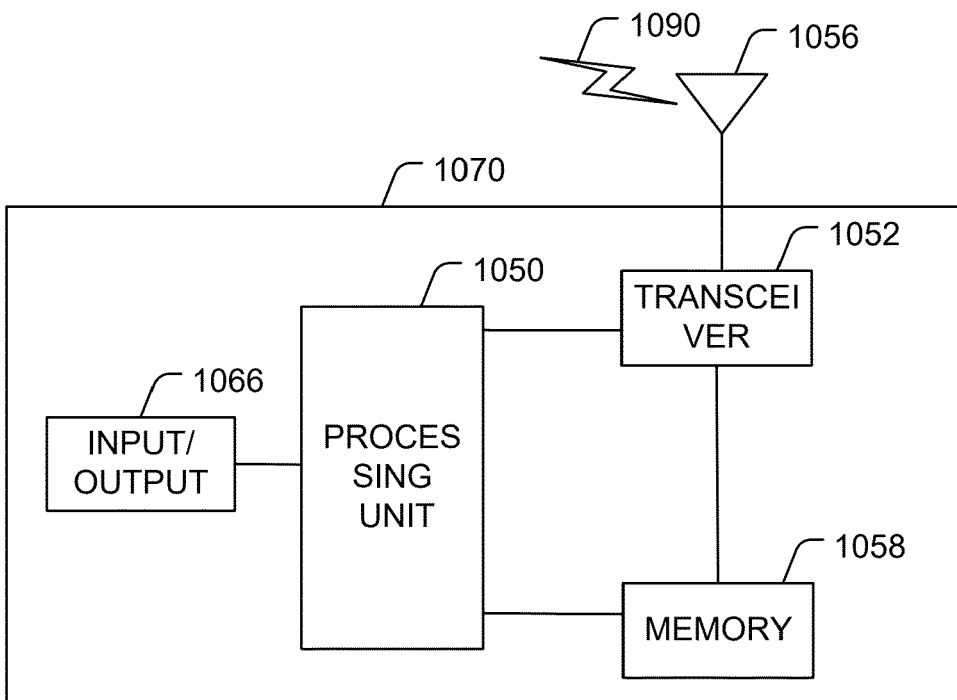 1090
1056
1070
1052
1050
TRANSCEI
VER
1066
INPUT/
OUTPUT
PROCES
SING
UNIT
1058
MEMORY